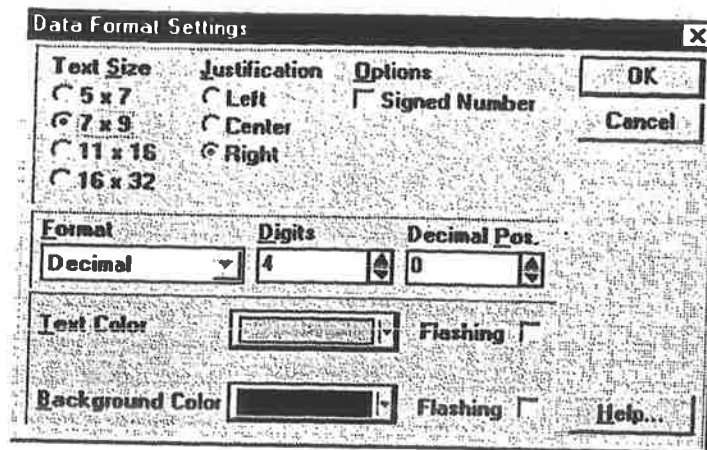 Data Format Settings
Text Size
5 x 7
7 x 9
11 x 16
16 x 32
Justification
Left
Center
Right
Options
Signed Number
OK
Cancel
Format
Decimal
Digits
4
Decimal Pos.
0
Text Color
Flashing
Background Color
Flashing
Help...